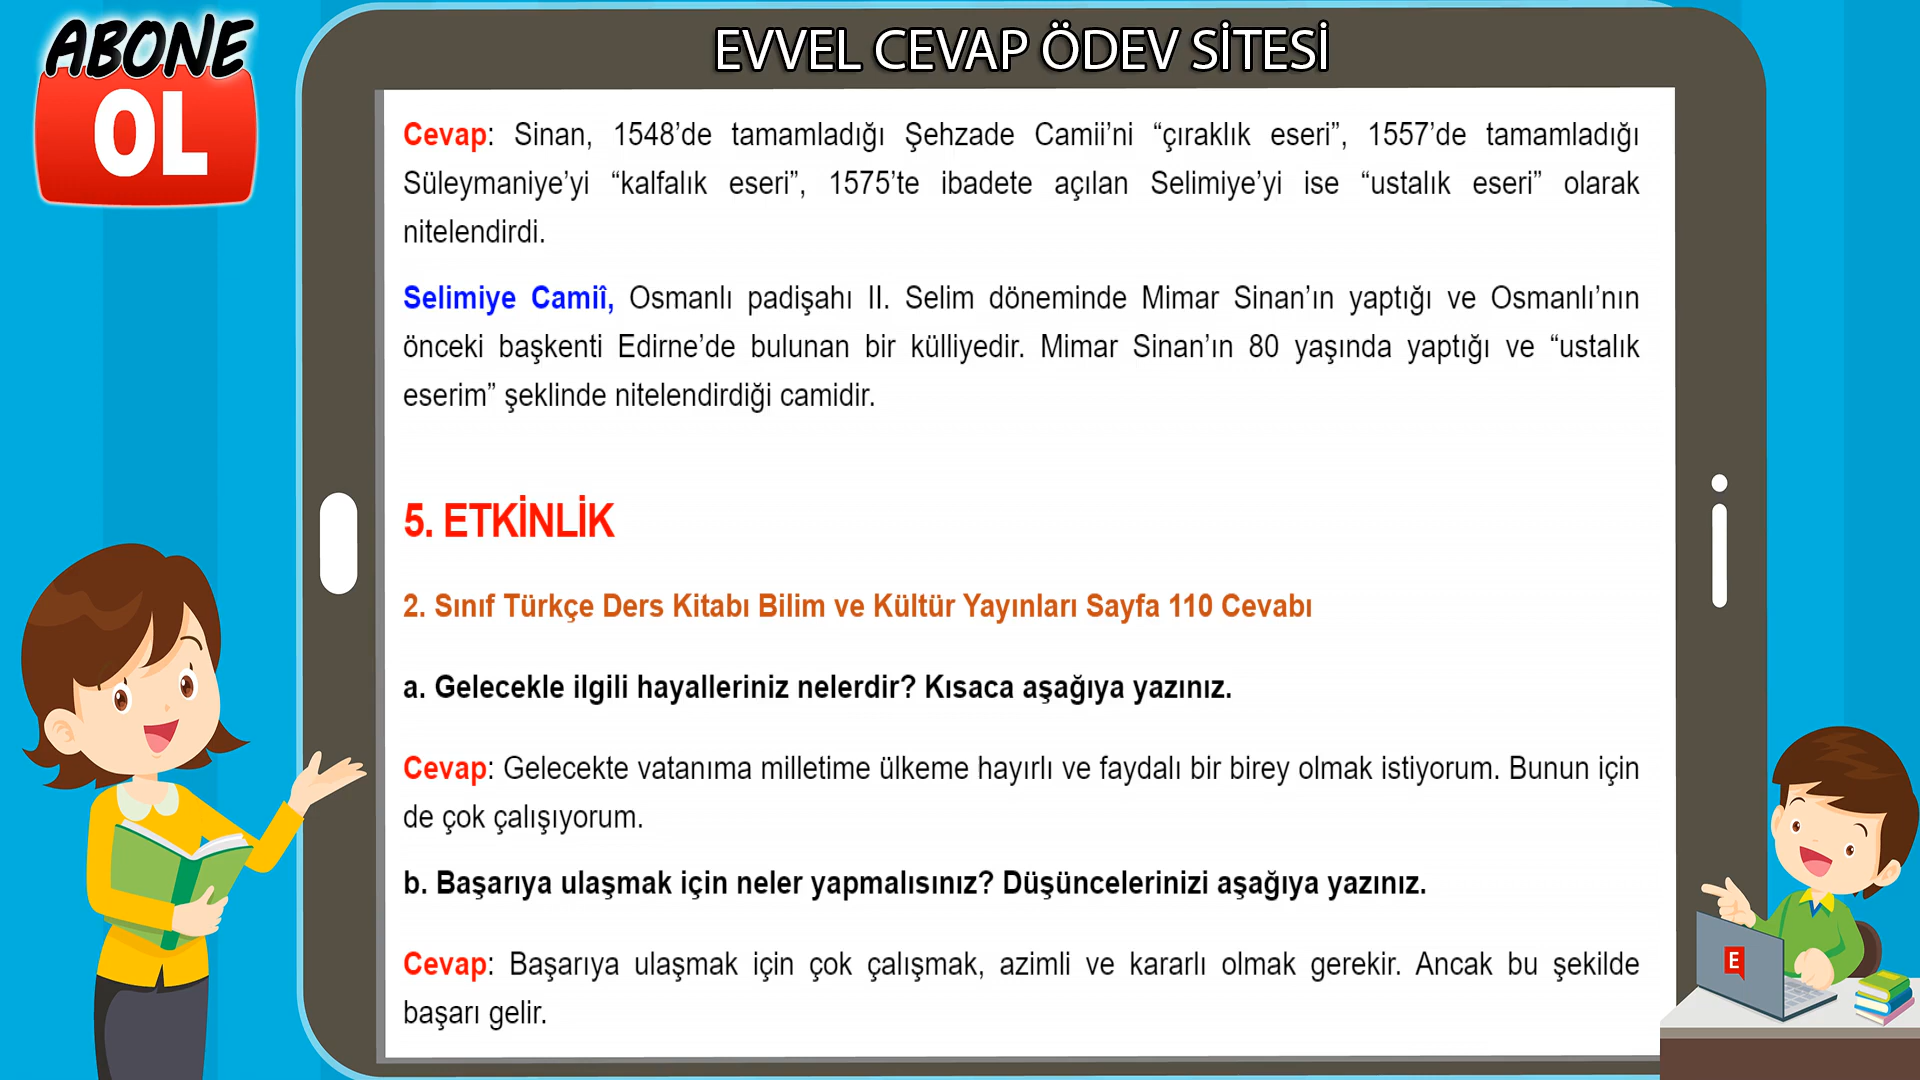 ABONE
OL
EVVEL CEVAP ÖDEV SİTESİ
Cevap: Sinan, 1548’de tamamladığı Şehzade Camii’ni “çıraklık eseri”, 1557’de tamamladığı
Süleymaniye’yi “kalfalık eseri”, 1575’te ibadete açılan Selimiye’yi ise “ustalık eseri” olarak
nitelendirdi.
Selimiye Camiî, Osmanlı padişahı II. Selim döneminde Mimar Sinan’ın yaptığı ve Osmanlı’nın
önceki başkenti Edirne’de bulunan bir külliyedir. Mimar Sinan’ın 80 yaşında yaptığı ve “ustalık
eserim” şeklinde nitelendirdiği camidir.
5. ETKİNLİK
2. Sınıf Türkçe Ders Kitabı Bilim ve Kültür Yayınları Sayfa 110 Cevabı
a. Gelecekle ilgili hayalleriniz nelerdir? Kısaca aşağıya yazınız.
Cevap: Gelecekte vatanıma milletime ülkeme hayırlı ve faydalı bir birey olmak istiyorum. Bunun için
de çok çalışıyorum.
b. Başarıya ulaşmak için neler yapmalısınız? Düşüncelerinizi aşağıya yazınız.
Cevap: Başarıya ulaşmak için çok çalışmak, azimli ve kararlı olmak gerekir. Ancak bu şekilde
başarı gelir.
E